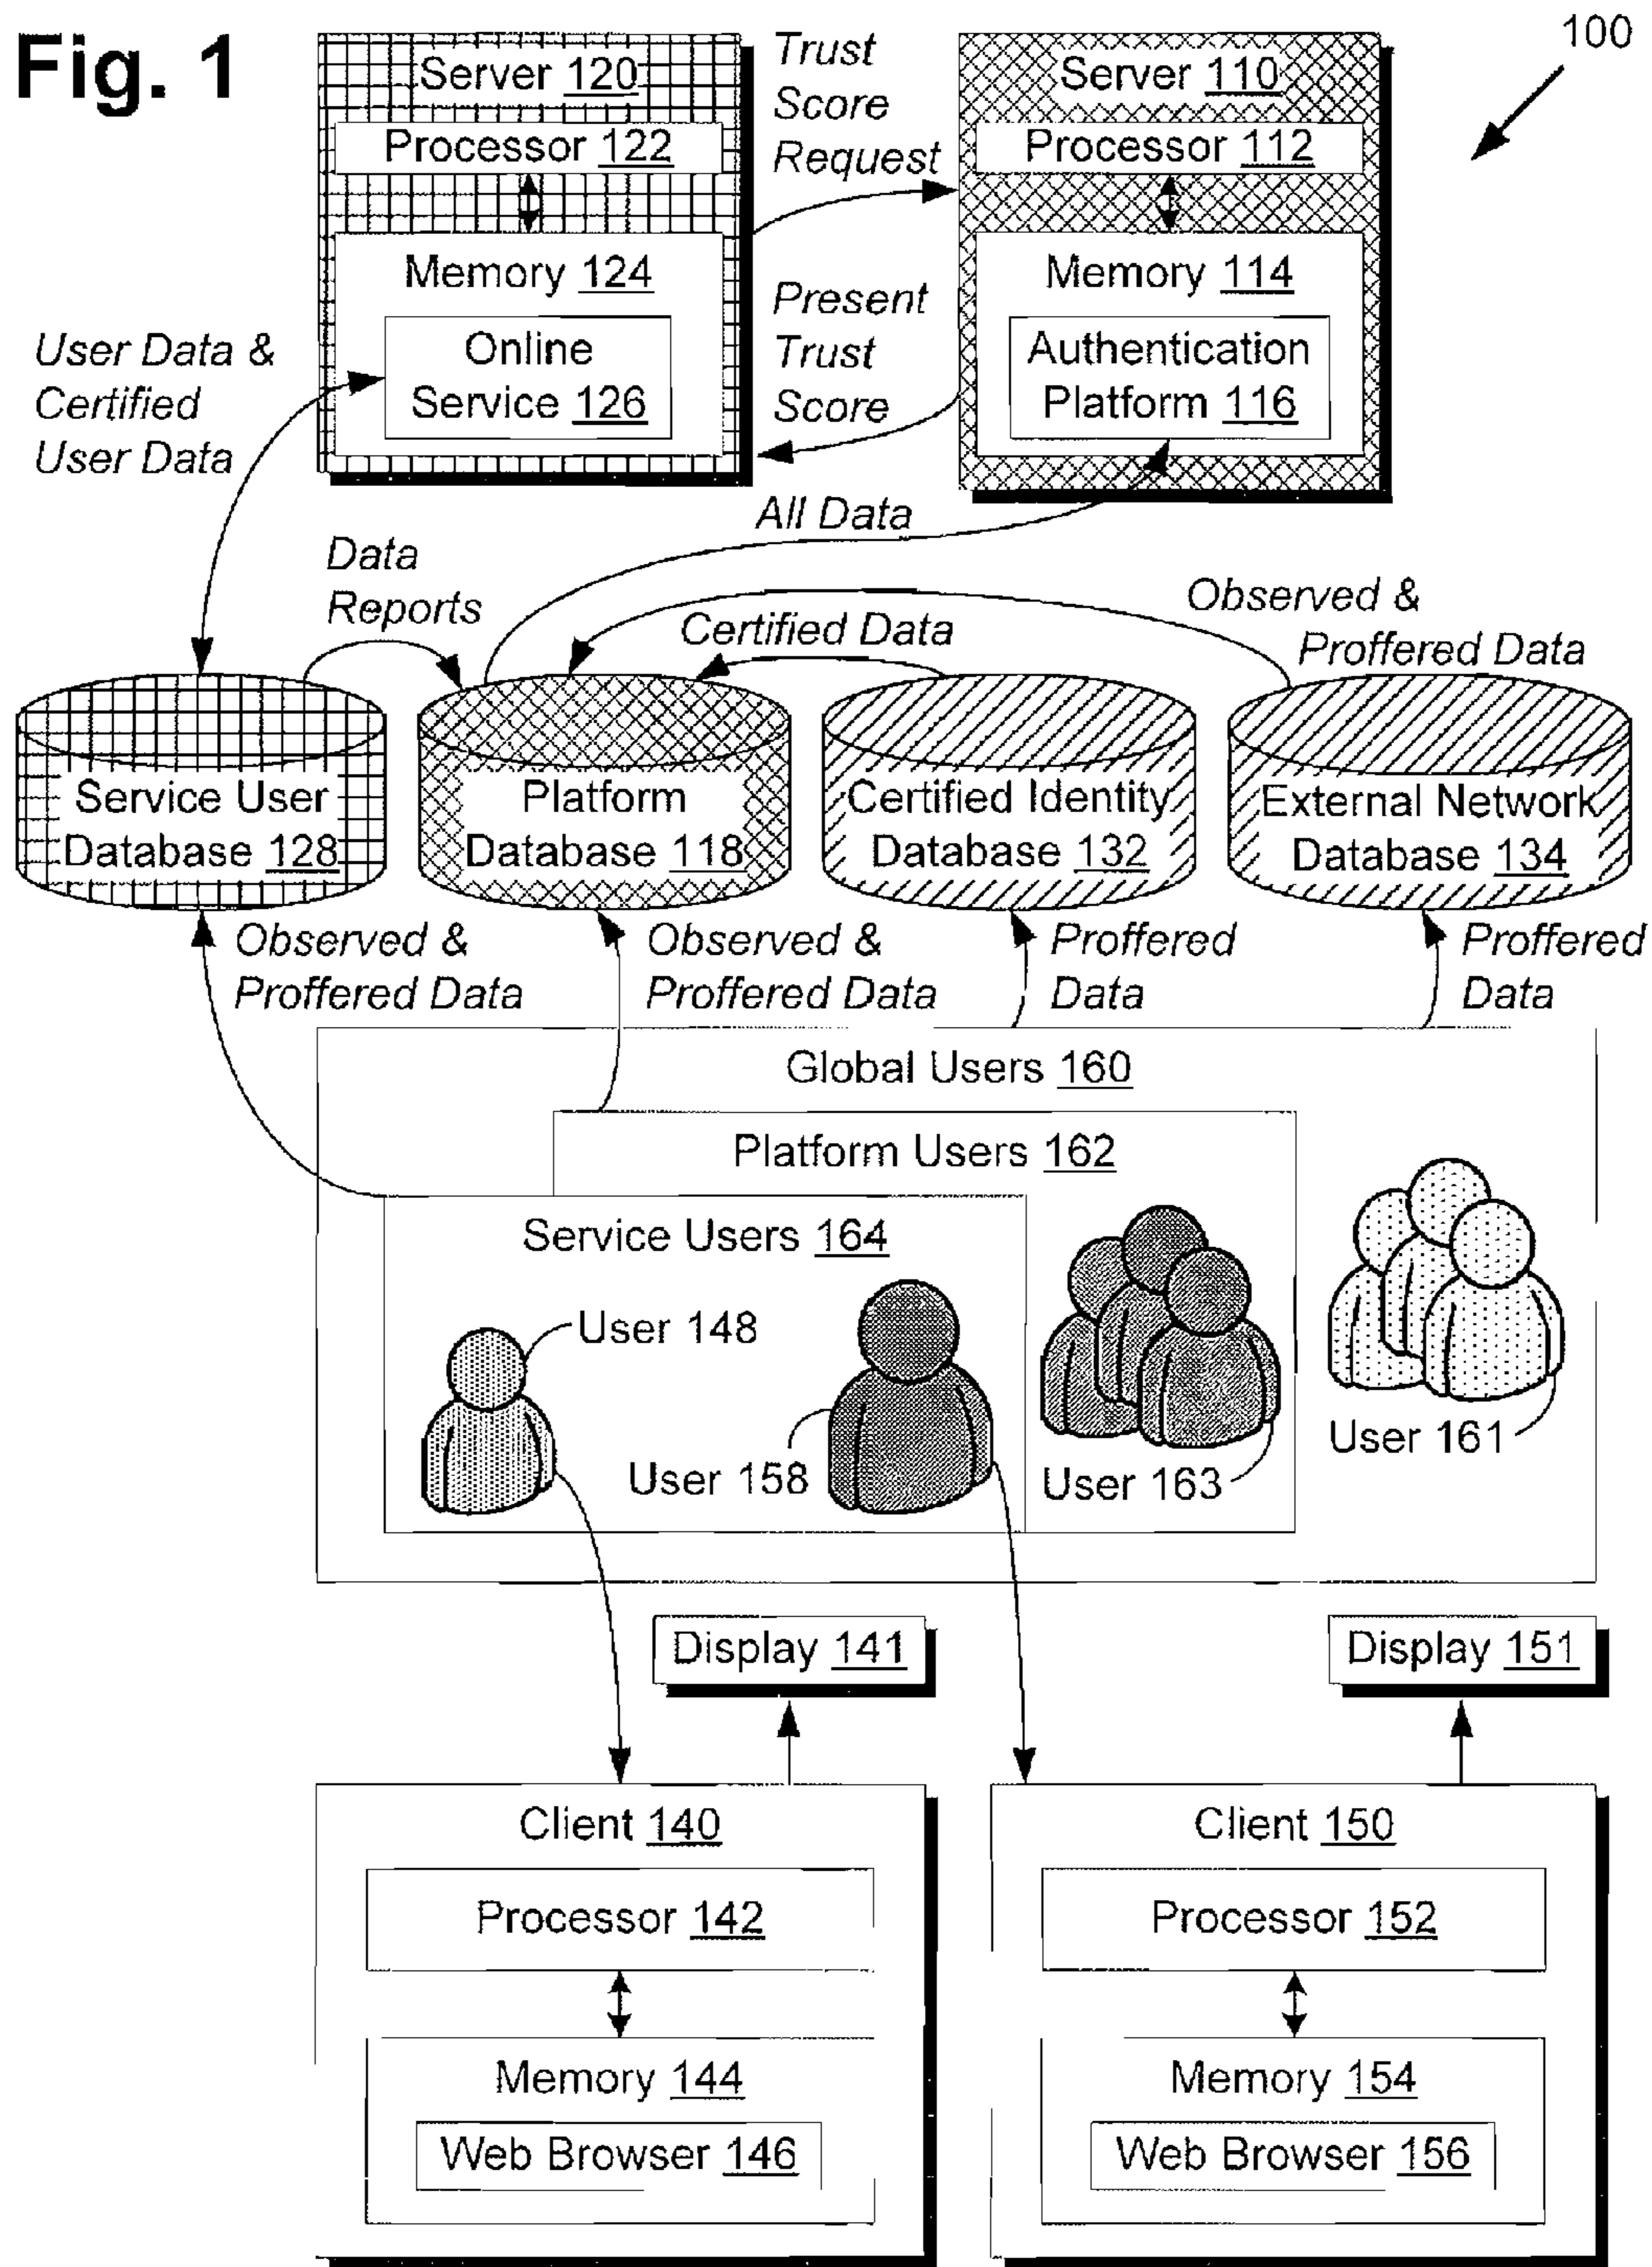 Fig. 1
100
Server 120
Processor 122
Memory 124
Online
Service 126
Trust
Score
Request
Present
Trust
Score
Server 110
Processor 112
Memory 114
Authentication
Platform 116
User Data &
Certified
User Data
All Data
Data
Reports
Certified Data
Observed &
Proffered Data
Service User
Database 128
Platform
Database 118
Certified Identity
Database 132
External Network
Database 134
Observed &
Proffered Data
Observed &
Proffered Data
Proffered
Data
Proffered
Data
Global Users 160
Platform Users 162
Service Users 164
User 148
User 158
User 163
User 161
Display 141
Display 151
Client 140
Processor 142
Memory 144
Web Browser 146
Client 150
Processor 152
Memory 154
Web Browser 156